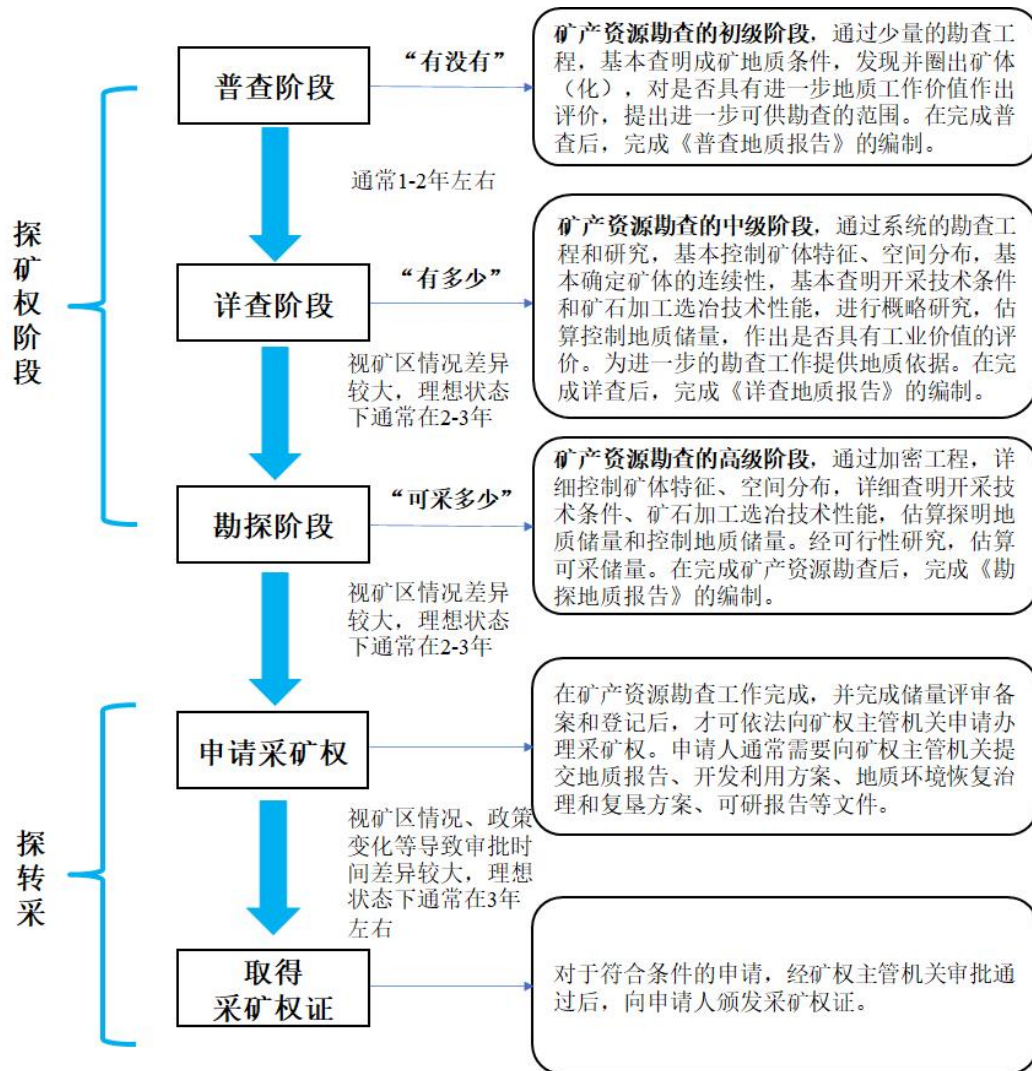 普查阶段
“有没有”
矿产资源勘查的初级阶段，通过少量的勘查工
程，基本查明成矿地质条件，发现并圈出矿体
（化），对是否具有进一步地质工作价值作出
评价，提出进一步可供勘查的范围。在完成普
查后，完成《普查地质报告》的编制。
通常1-2年左右
探矿权阶段
详查阶段
“有多少”
矿产资源勘查的中级阶段，通过系统的勘查工
程和研究，基本控制矿体特征、空间分布，基
本确定矿体的连续性，基本查明开采技术条件
和矿石加工选冶技术性能，进行概略研究，估
算控制地质储量，作出是否具有工业价值的评
价。为进一步的勘查工作提供地质依据。在完
成详查后，完成《详查地质报告》的编制。
视矿区情况差异
较大，理想状态
下通常在2-3年
勘探阶段
“可采多少”
矿产资源勘查的高级阶段，通过加密工程，详
细控制矿体特征、空间分布，详细查明开采技
术条件、矿石加工选冶技术性能，估算探明地
质储量和控制地质储量。经可行性研究，估算
可采储量。在完成矿产资源勘查后，完成《勘
探地质报告》的编制。
视矿区情况差异
较大，理想状态
下通常在2-3年
探转采
申请采矿权
在矿产资源勘查工作完成，并完成储量评审备
案和登记后，才可依法向矿权主管机关申请办
理采矿权。申请人通常需要向矿权主管机关提
交地质报告、开发利用方案、地质环境恢复治
理和复垦方案、可研报告等文件。
视矿区情况、政策
变化等导致审批时
间差异较大，理想
状态下通常在3年
左右
取得
采矿权证
对于符合条件的申请，经矿权主管机关审批通
过后，向申请人颁发采矿权证。